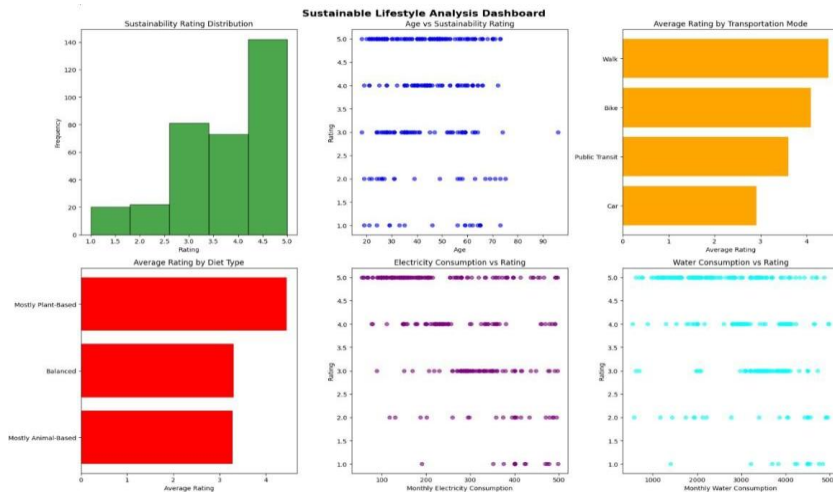 Sustainable Lifestyle Analysis Dashboard
Sustainability Rating Distribution
Frequency
140
120
100
80
60
40
20
0
1.0 1.5 2.0 2.5 3.0 3.5 4.0 4.5 5.0
Rating
Age vs Sustainability Rating
Rating
5.0
4.5
4.0
3.5
3.0
2.5
2.0
1.5
1.0
20 30 40 50 60 70 80 90
Age
Average Rating by Transportation Mode
Walk
Bike
Public Transit
Car
0 1 2 3 4
Average Rating
Average Rating by Diet Type
Mostly Plant-Based
Balanced
Mostly Animal-Based
0 1 2 3 4
Average Rating
Electricity Consumption vs Rating
Rating
5.0
4.5
4.0
3.5
3.0
2.5
2.0
1.5
1.0
100 200 300 400 500
Monthly Electricity Consumption
Water Consumption vs Rating
Rating
5.0
4.5
4.0
3.5
3.0
2.5
2.0
1.5
1.0
1000 2000 3000 4000 5000
Monthly Water Consumption